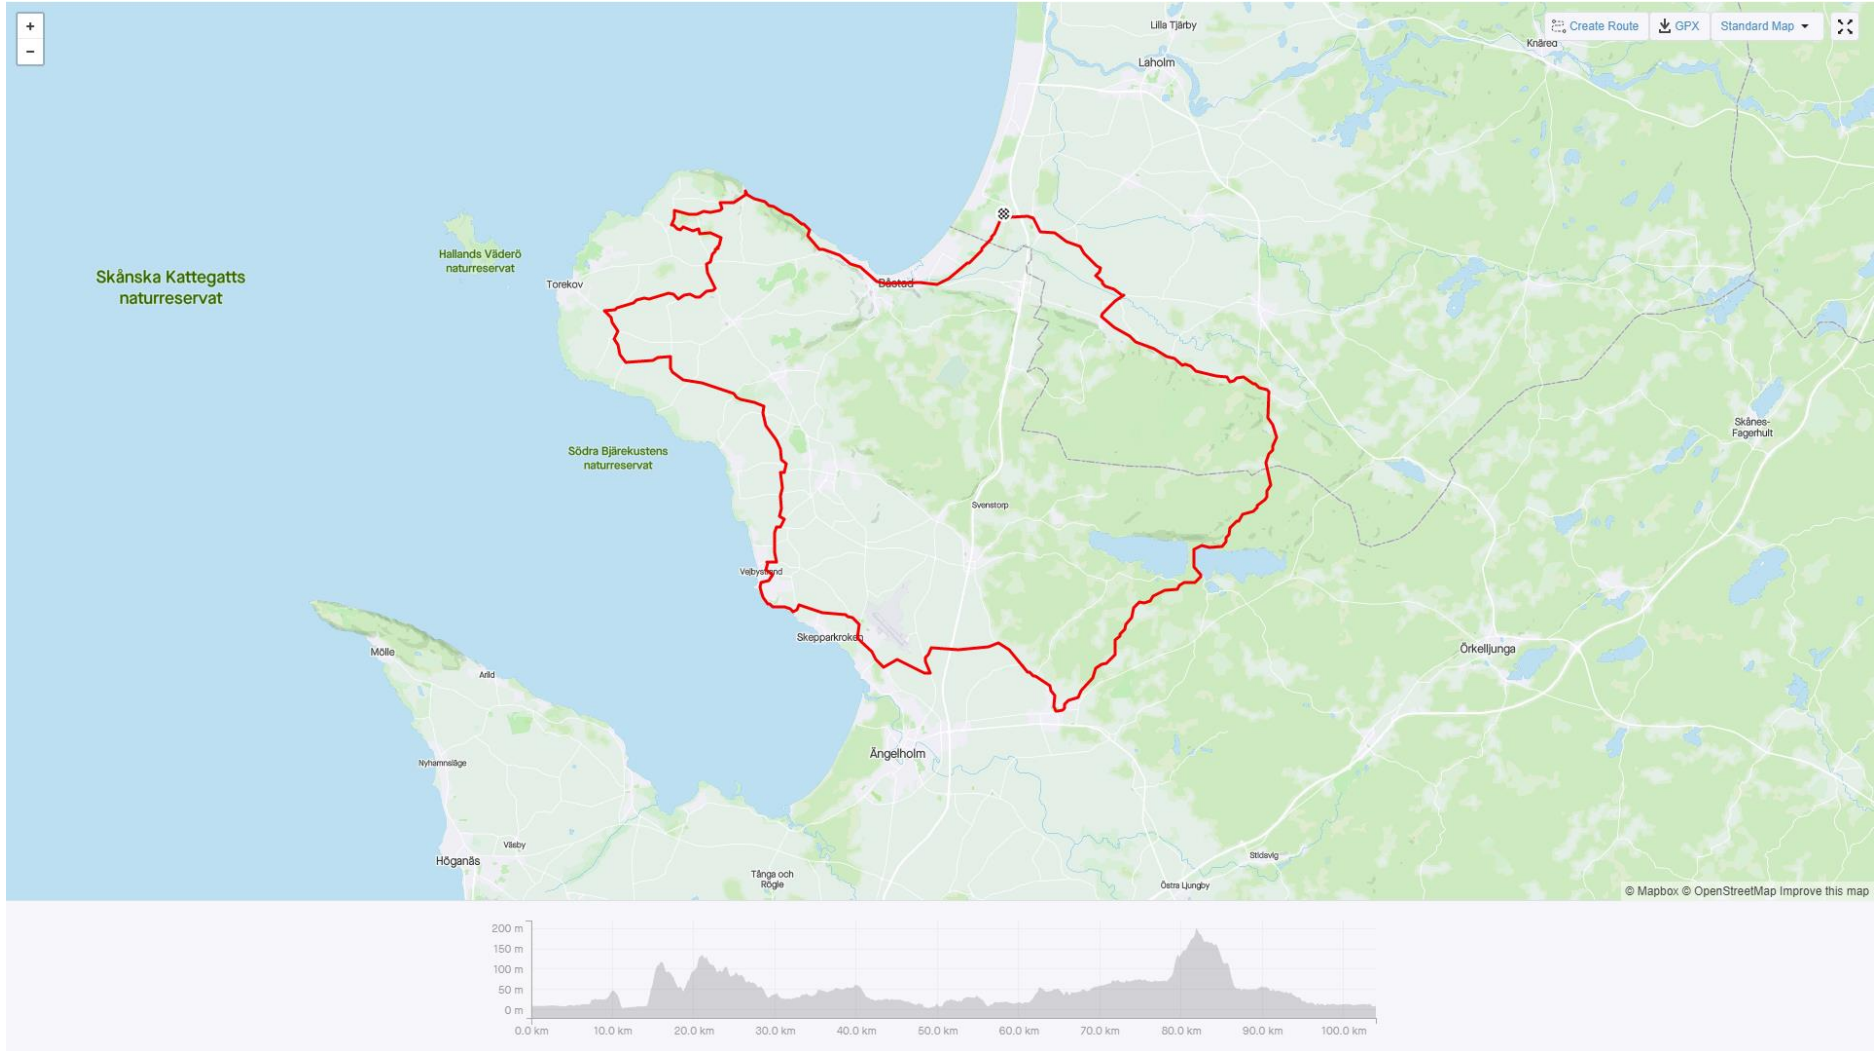 +
−
Create Route
GPX
Standard Map
Lilla Tjärby
Knäred
Laholm
Hallands Väderö
naturreservat
Skånska Kattegatts
naturreservat
Torekov
Båstad
Skånes-
Fagerhult
Södra Bjärekustens
naturreservat
Svenstorp
Vejbystrand
Skepparkroken
Mölle
Arild
Örkelljunga
Ängelholm
Nyhamnsläge
Väsby
Höganäs
Stidsvig
Tånga och
Rögle
Östra Ljungby
© Mapbox © OpenStreetMap Improve this map
200 m
150 m
100 m
50 m
0 m
0.0 km
10.0 km
20.0 km
30.0 km
40.0 km
50.0 km
60.0 km
70.0 km
80.0 km
90.0 km
100.0 km